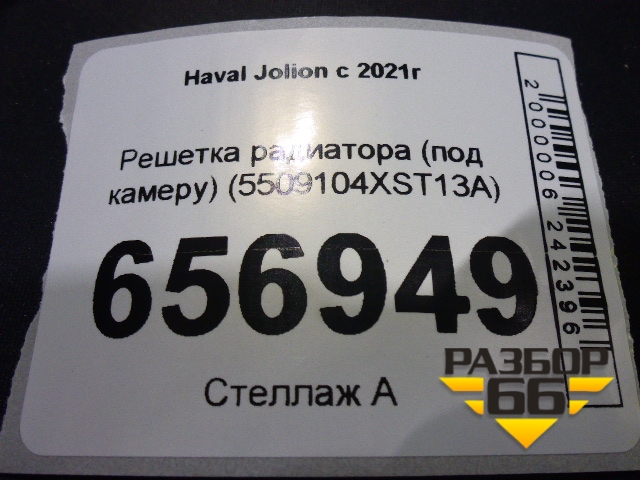 Haval Jolion с 2021г
Решетка радиатора (под
камеру) (5509104XST13A)
656949
Стеллаж А
2000006242396
РАЗБОР
66